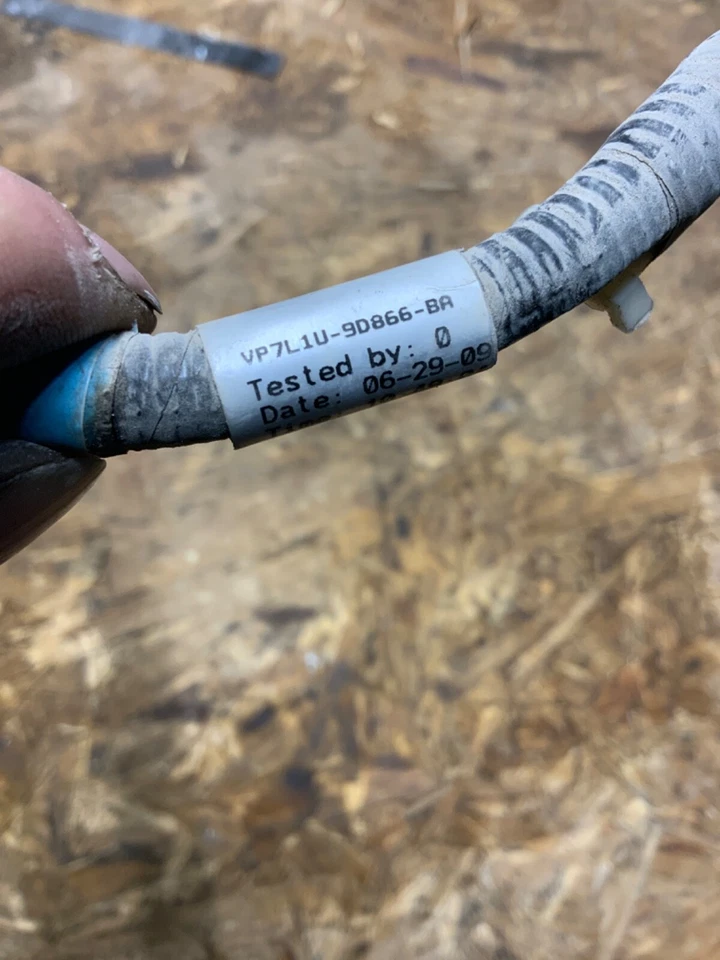 VP7L1U-9D866-BA
Tested by: 0
Date: 06-29-09